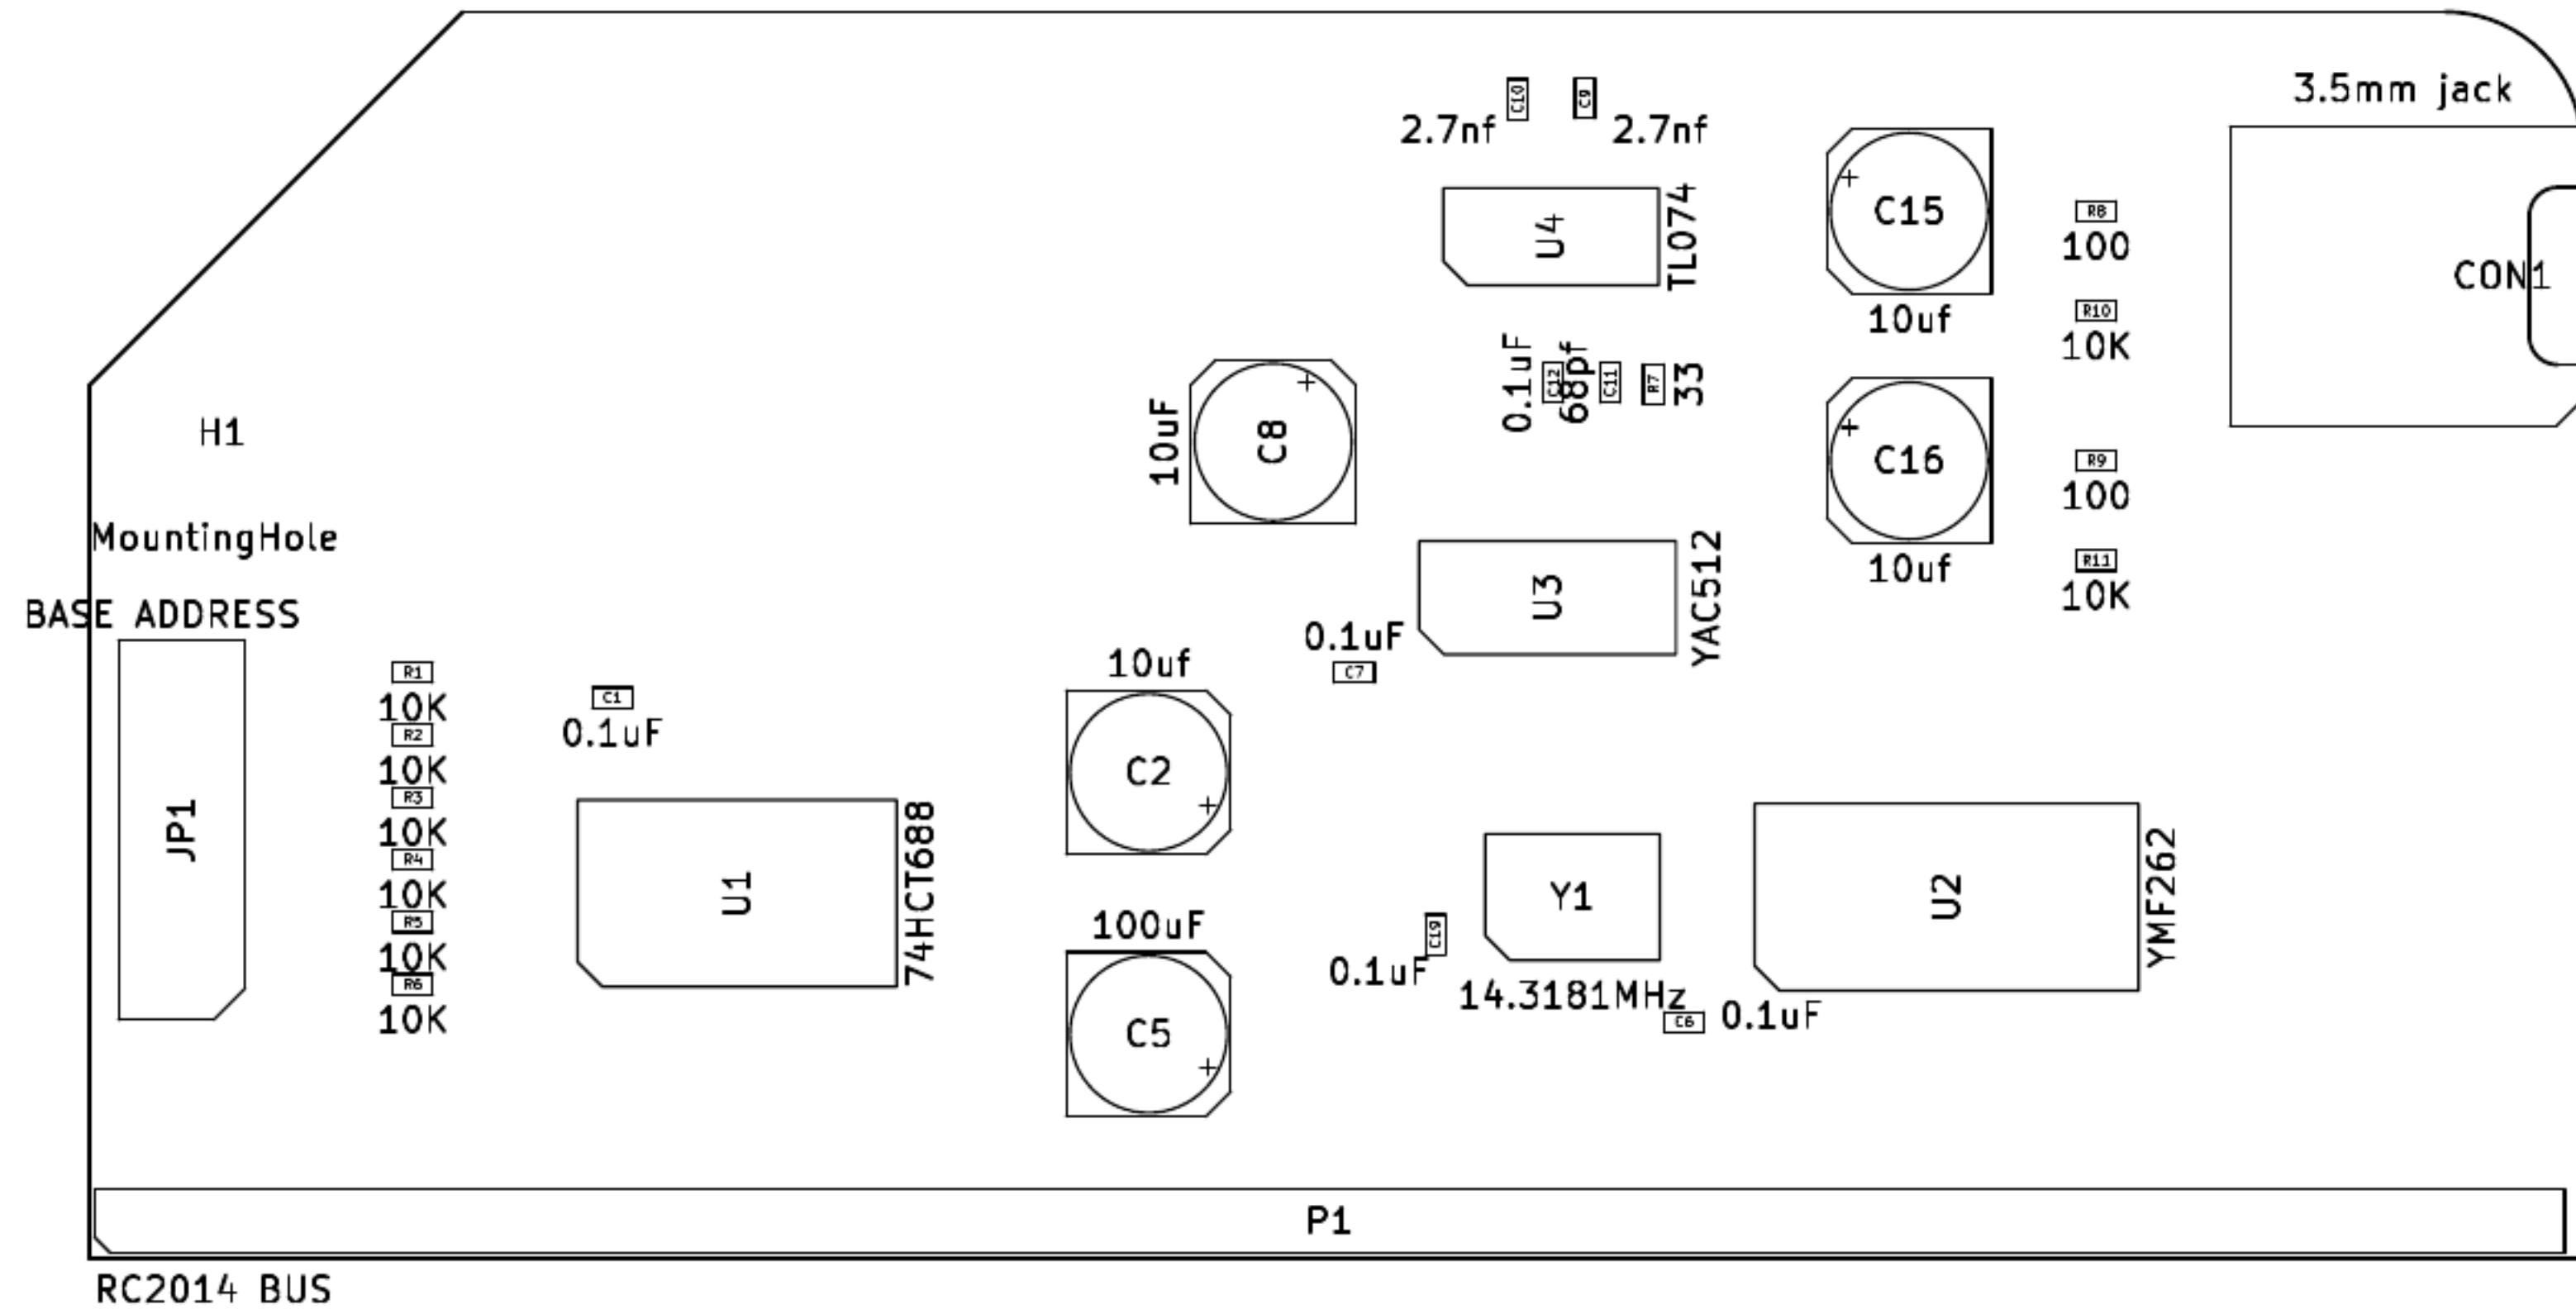 3.5mm jack
C10
C9
2.7nf
2.7nf
U4
TL074
C15
10uf
R8
100
R10
10K
CON1
0.1uF
C12
68pf
C11
R7
33
C8
10uF
C16
10uf
R9
100
R11
10K
H1
MountingHole
BASE ADDRESS
JP1
R1
10K
R2
10K
R3
10K
R4
10K
R5
10K
R6
10K
C1
0.1uF
U1
74HCT688
10uf
C2
100uF
C5
0.1uF
C7
U3
YAC512
C19
0.1uF
Y1
14.3181MHz
C6
0.1uF
U2
YMF262
P1
RC2014 BUS